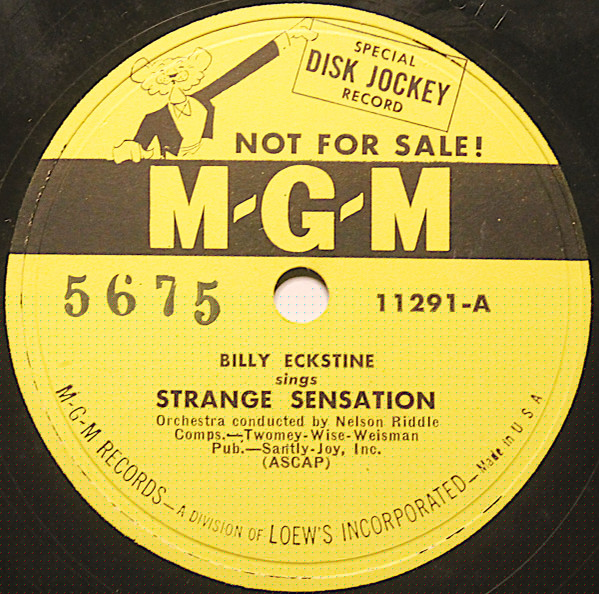 SPECIAL
DISK JOCKEY
RECORD
NOT FOR SALE!
M-G-M
5675
11291-A
BILLY ECKSTINE
sings
STRANGE SENSATION
Orchestra conducted by Nelson Riddle
Comps.—Twomey-Wise-Weisman
Pub.—Santly-Joy, Inc.
(ASCAP)
M-G-M RECORDS—A DIVISION OF LOEW'S INCORPORATED—Made in U S A